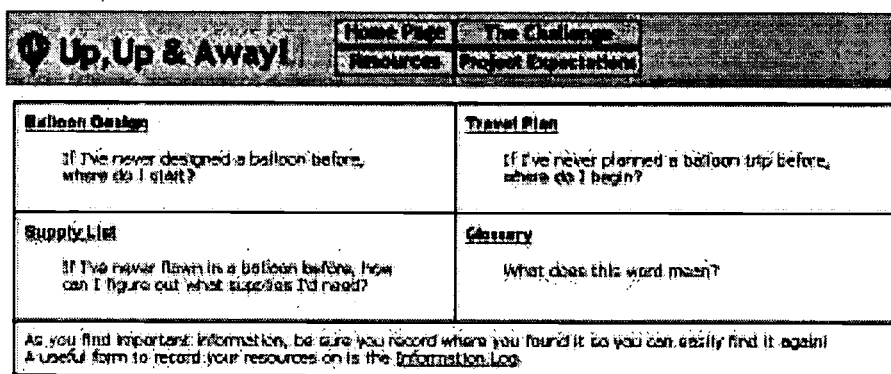 Up, Up & Away!
Home Page The Challenge
Resources Project Expectations
Balloon Design
If I've never designed a balloon before,
where do I start?
Travel Plan
If I've never planned a balloon trip before,
where do I begin?
Supply List
If I've never flown in a balloon before, how
can I figure out what supplies I'd need?
Glossary
What does this word mean?
As you find important information, be sure you record where you found it so you can easily find it again!
A useful form to record your resources on is the Information Log.